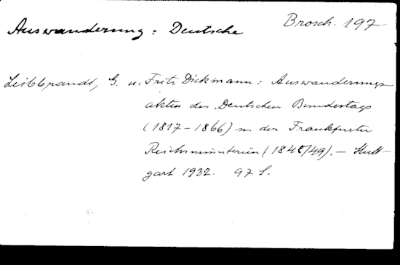 Brosch. 197
Auswanderung: Deutsche
Leibbrandt, G. u. Fritz Dickmann: Auswanderungs-
akten des Deutschen Bundestags
(1817-1866) u. der Frankfurter
Reichsministerien (1848/49). - Stutt-
gart 1932. 97 S.